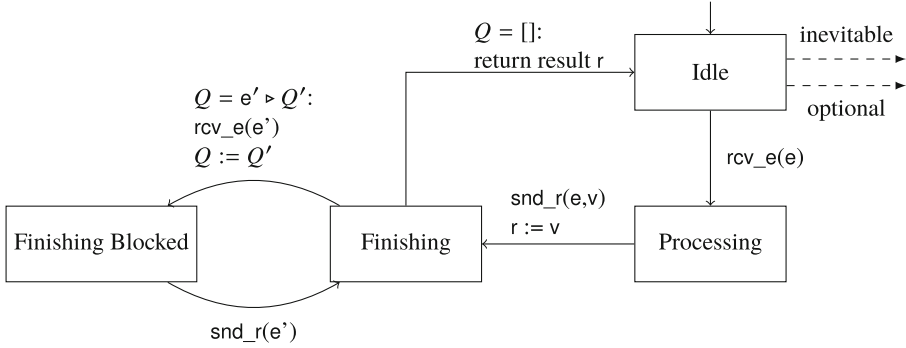 Q = []:
return result r
Idle
inevitable
optional
Q = e′ ▹ Q′:
rcv_e(e’)
Q := Q′
rcv_e(e)
snd_r(e,v)
r := v
Finishing Blocked
Finishing
Processing
snd_r(e’)